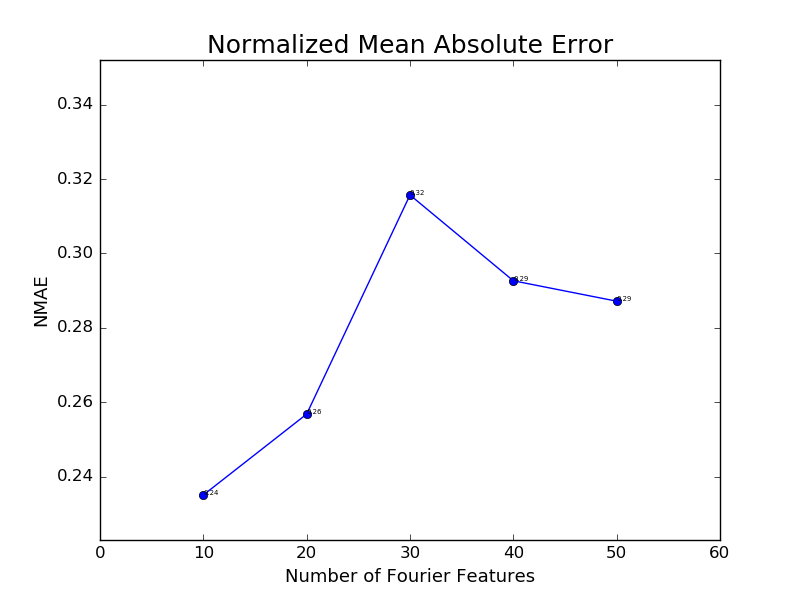 Normalized Mean Absolute Error
0.34
0.32
0.30
0.28
0.26
0.24
NMAE
0.24
0.26
0.32
0.29
0.29
0 10 20 30 40 50 60
Number of Fourier Features